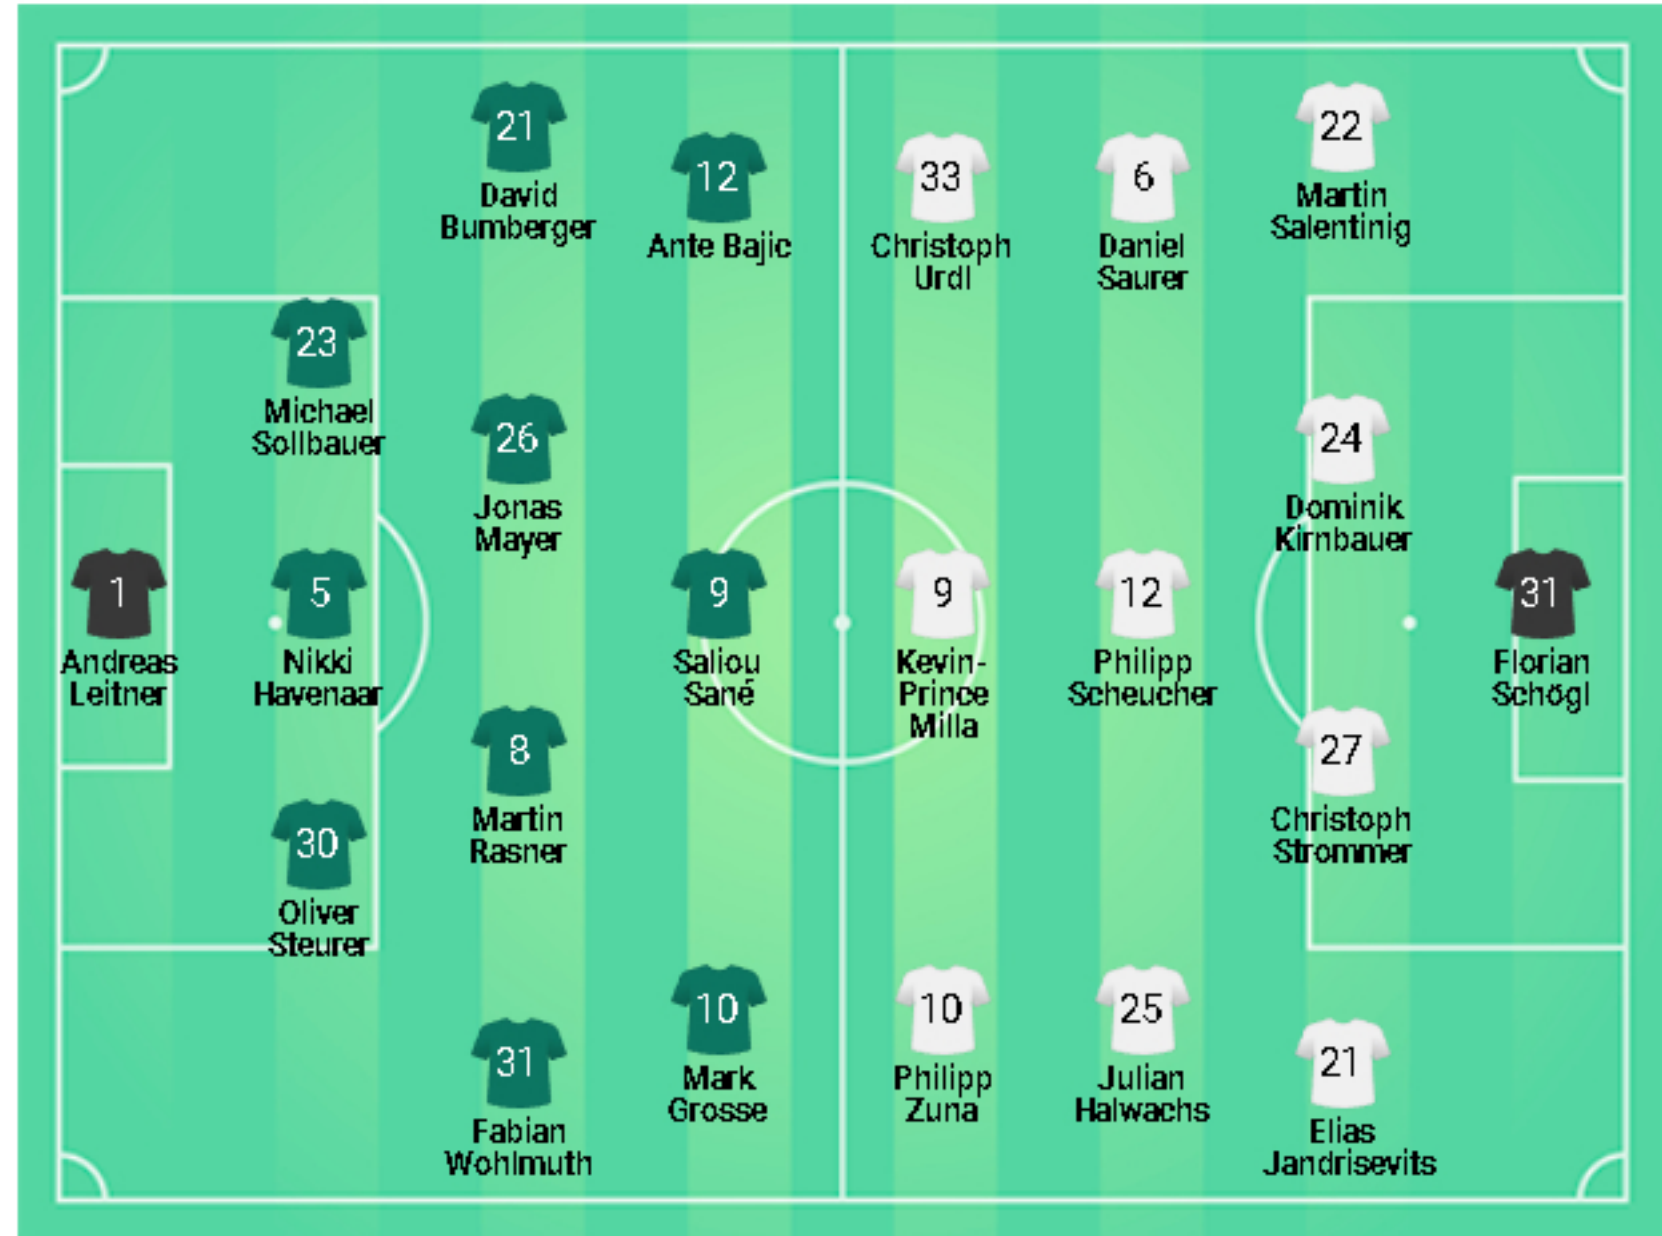 21
David
Bumberger
12
Ante Bajic
33
Christoph
Urdl
6
Daniel
Saurer
22
Martin
Salentinig
23
Michael
Sollbauer
26
Jonas
Mayer
24
Dominik
Kirnbauer
1
Andreas
Leitner
5
Nikki
Havenaar
9
Saliou
Sané
9
Kevin-
Prince
Milla
12
Philipp
Scheucher
31
Florian
Schögl
8
Martin
Rasner
27
Christoph
Strommer
30
Oliver
Steurer
10
Mark
Grosse
10
Philipp
Zuna
25
Julian
Halwachs
31
Fabian
Wohlmuth
21
Elias
Jandrisevits